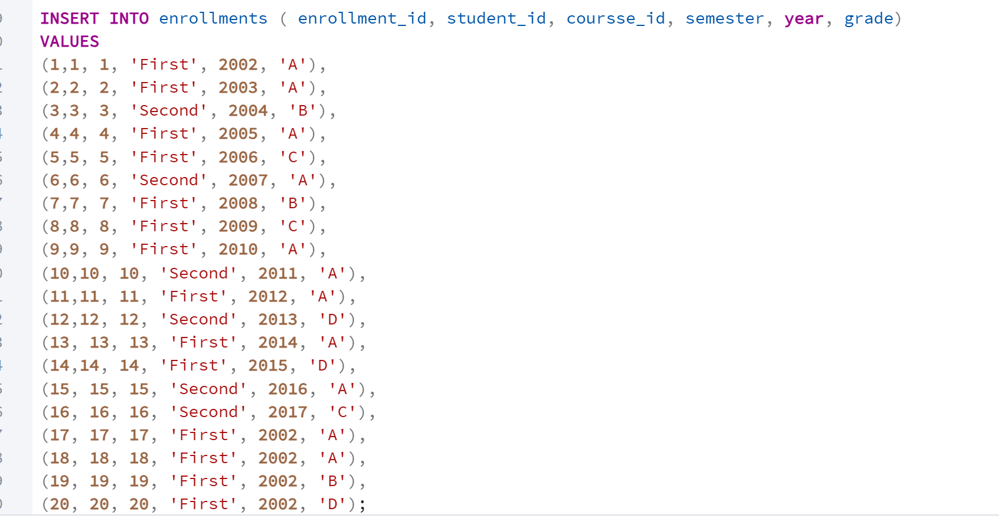 INSERT INTO enrollments ( enrollment_id, student_id, coursse_id, semester, year, grade)
VALUES
(1,1, 1, 'First', 2002, 'A'),
(2,2, 2, 'First', 2003, 'A'),
(3,3, 3, 'Second', 2004, 'B'),
(4,4, 4, 'First', 2005, 'A'),
(5,5, 5, 'First', 2006, 'C'),
(6,6, 6, 'Second', 2007, 'A'),
(7,7, 7, 'First', 2008, 'B'),
(8,8, 8, 'First', 2009, 'C'),
(9,9, 9, 'First', 2010, 'A'),
(10,10, 10, 'Second', 2011, 'A'),
(11,11, 11, 'First', 2012, 'A'),
(12,12, 12, 'Second', 2013, 'D'),
(13, 13, 13, 'First', 2014, 'A'),
(14,14, 14, 'First', 2015, 'D'),
(15, 15, 15, 'Second', 2016, 'A'),
(16, 16, 16, 'Second', 2017, 'C'),
(17, 17, 17, 'First', 2002, 'A'),
(18, 18, 18, 'First', 2002, 'A'),
(19, 19, 19, 'First', 2002, 'B'),
(20, 20, 20, 'First', 2002, 'D');